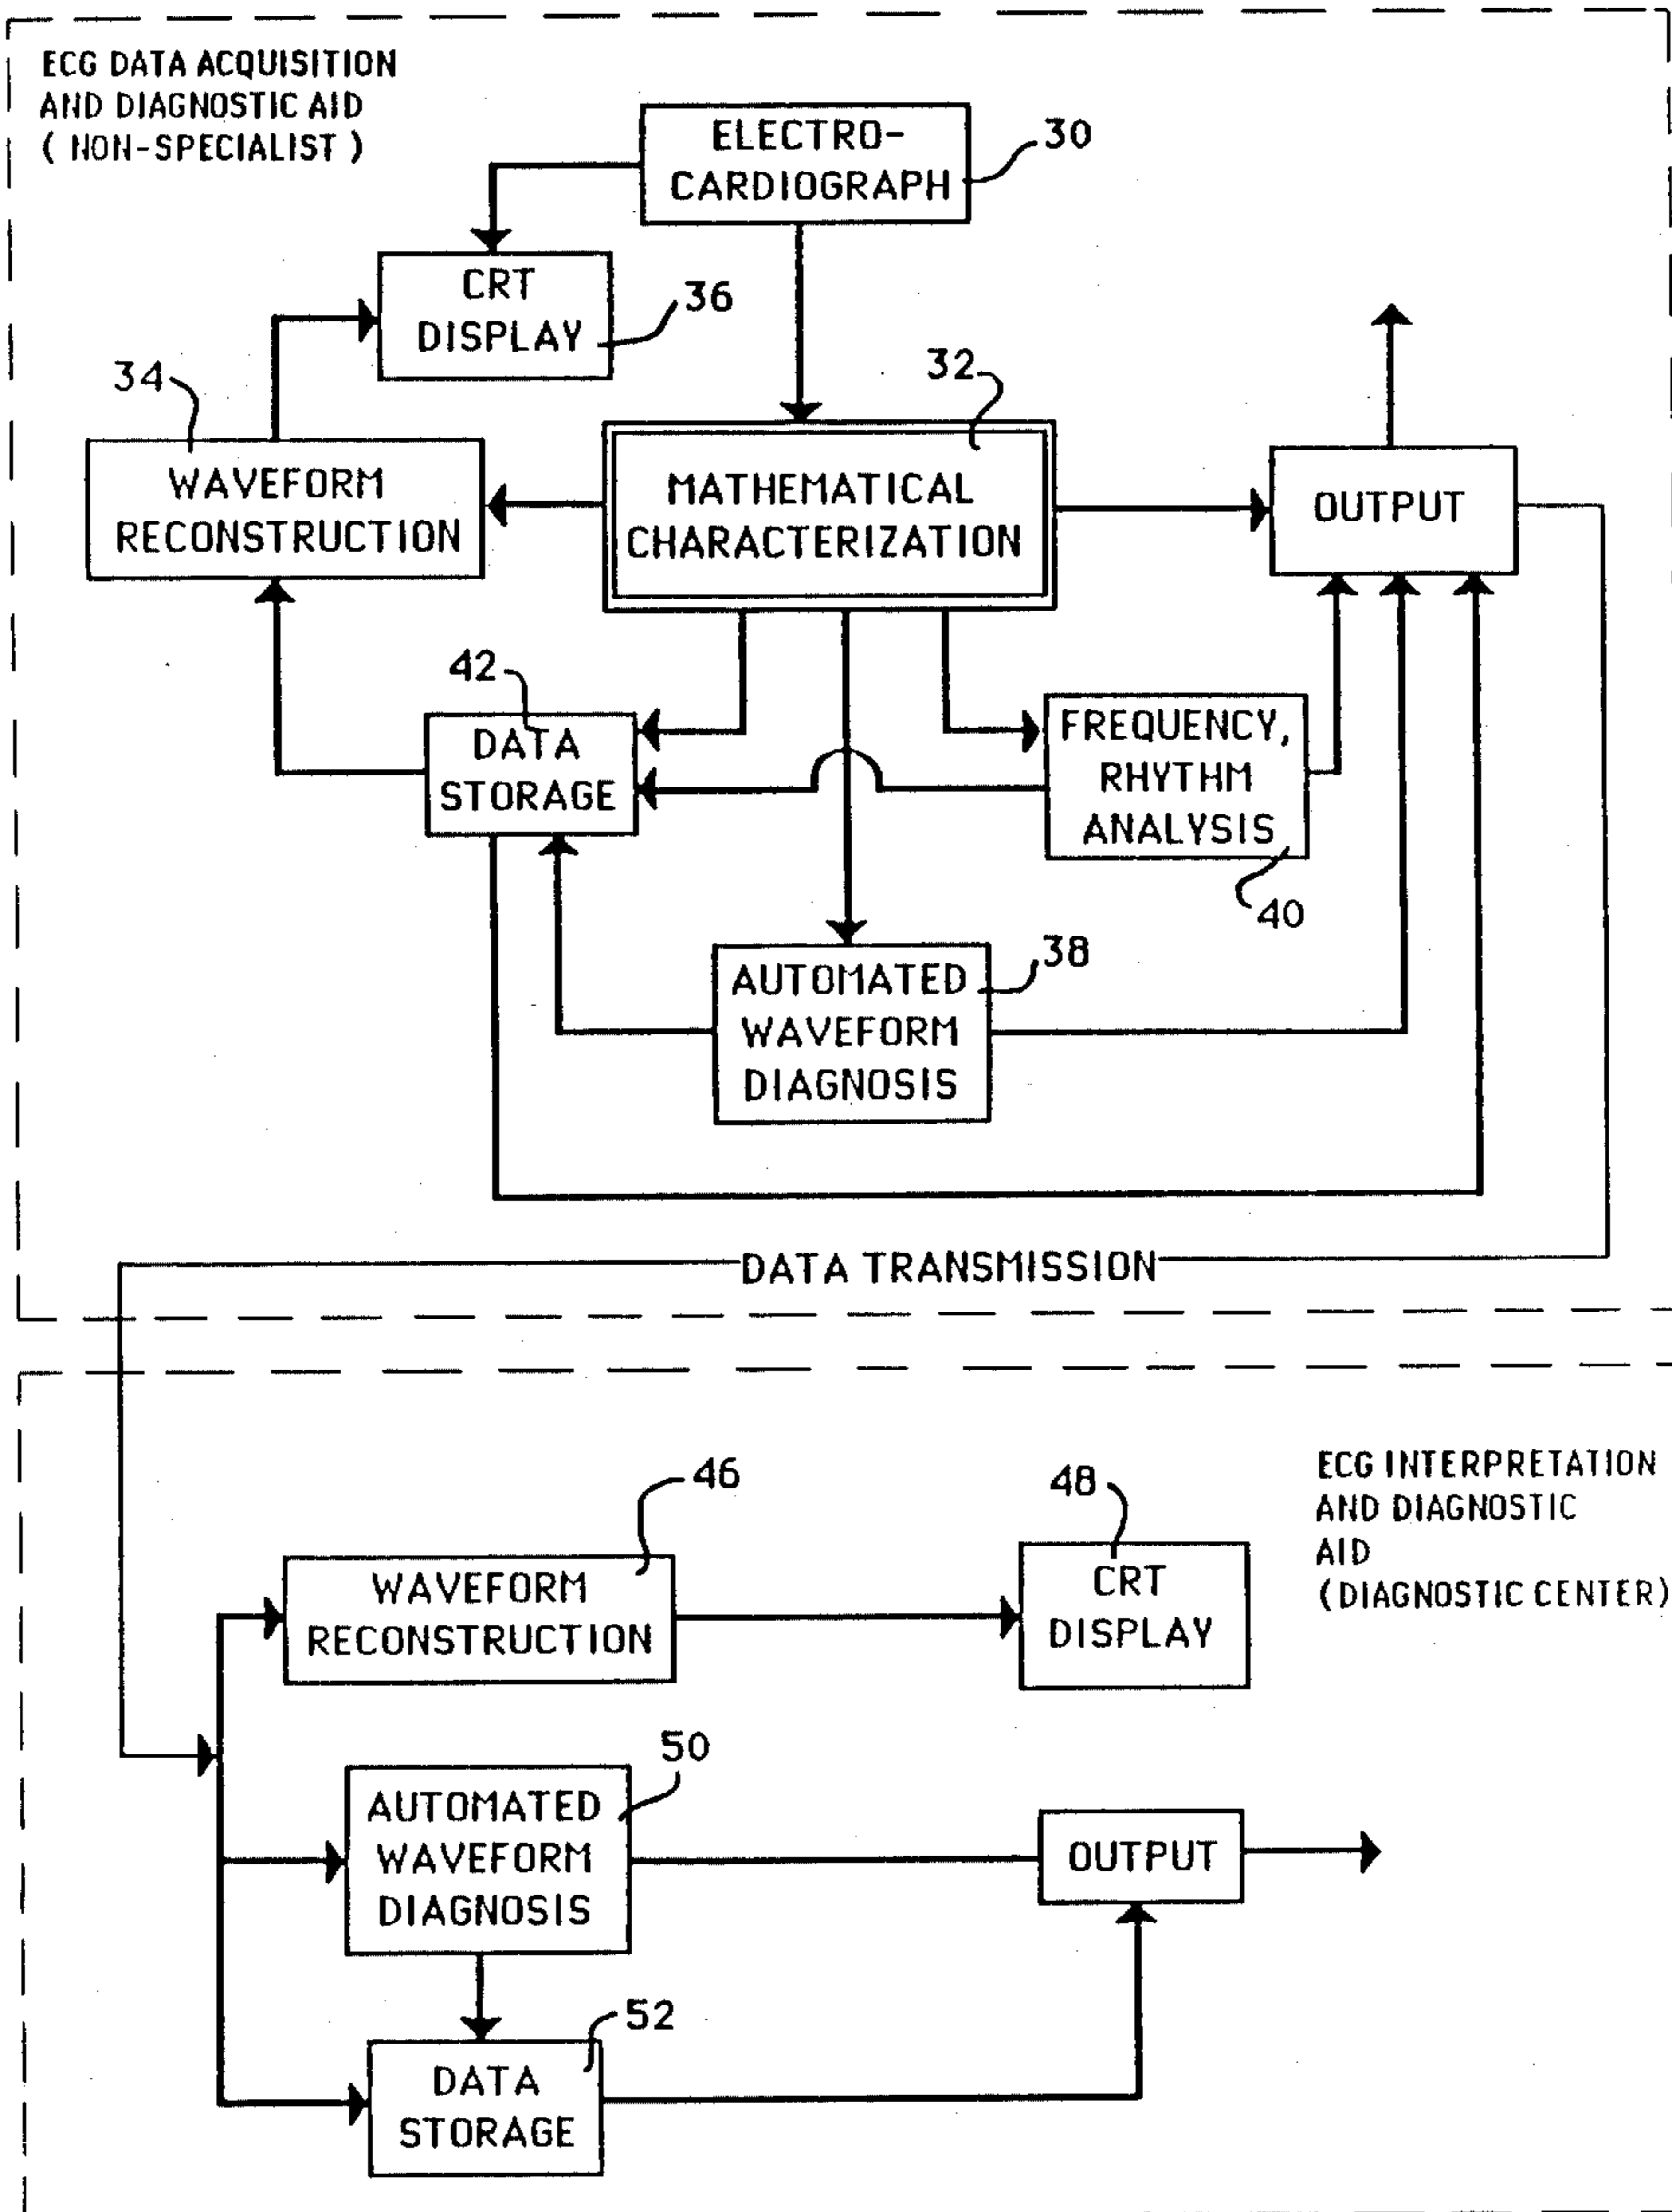 ECG DATA ACQUISITION
AND DIAGNOSTIC AID
( NON-SPECIALIST )
ELECTRO-
CARDIOGRAPH
30
CRT
DISPLAY
36
34
32
WAVEFORM
RECONSTRUCTION
MATHEMATICAL
CHARACTERIZATION
OUTPUT
42
DATA
STORAGE
FREQUENCY,
RHYTHM
ANALYSIS
40
38
AUTOMATED
WAVEFORM
DIAGNOSIS
DATA TRANSMISSION
ECG INTERPRETATION
AND DIAGNOSTIC
AID
(DIAGNOSTIC CENTER)
46
48
WAVEFORM
RECONSTRUCTION
CRT
DISPLAY
50
AUTOMATED
WAVEFORM
DIAGNOSIS
OUTPUT
52
DATA
STORAGE